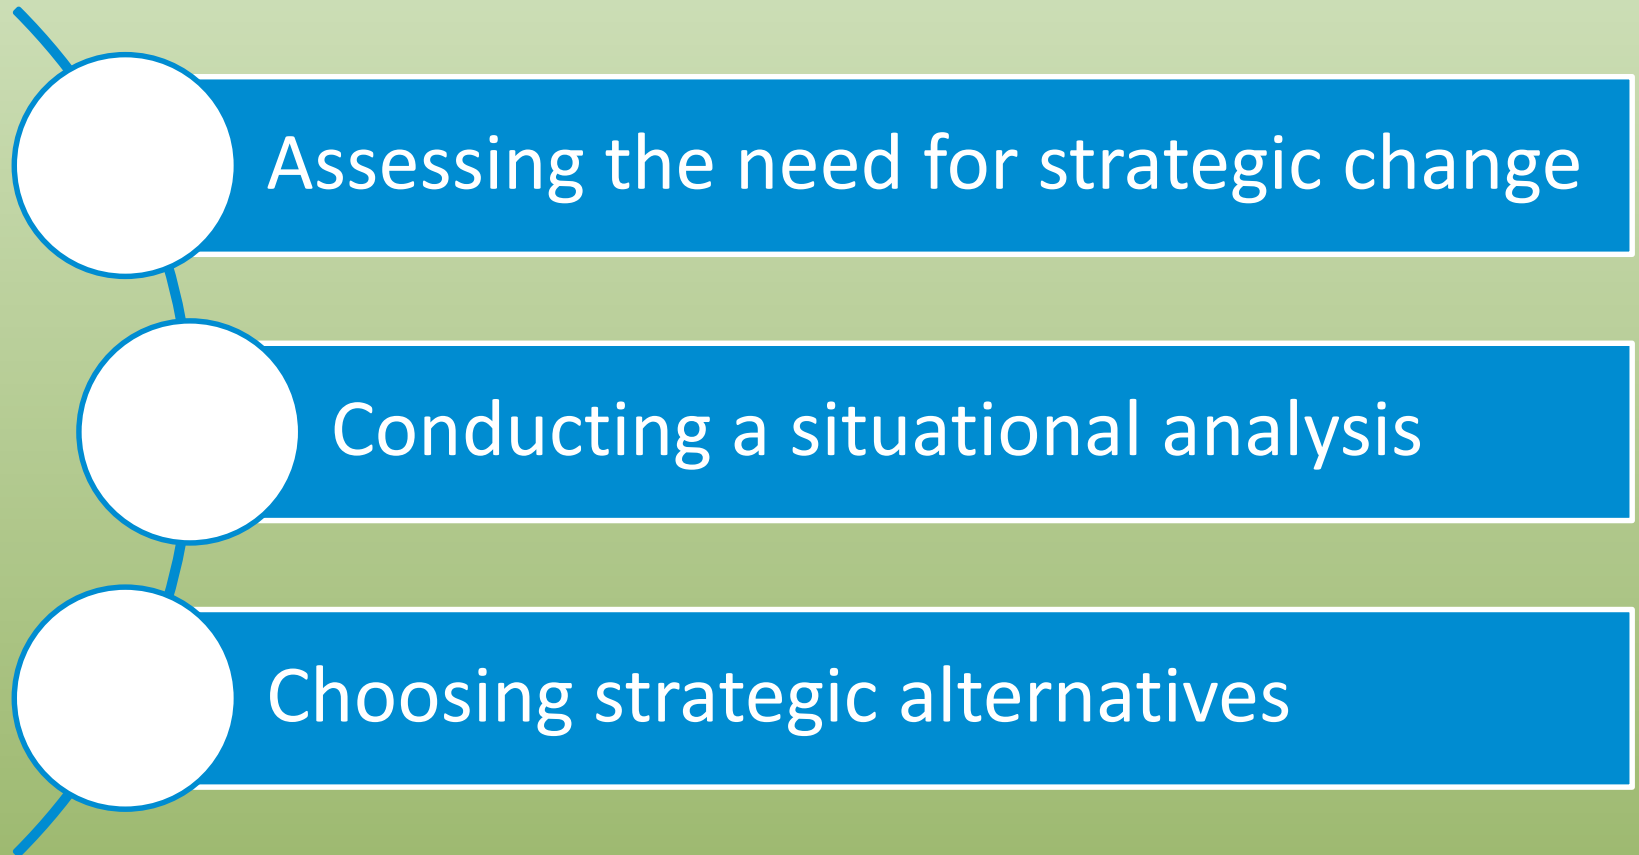 Assessing the need for strategic change
Conducting a situational analysis
Choosing strategic alternatives